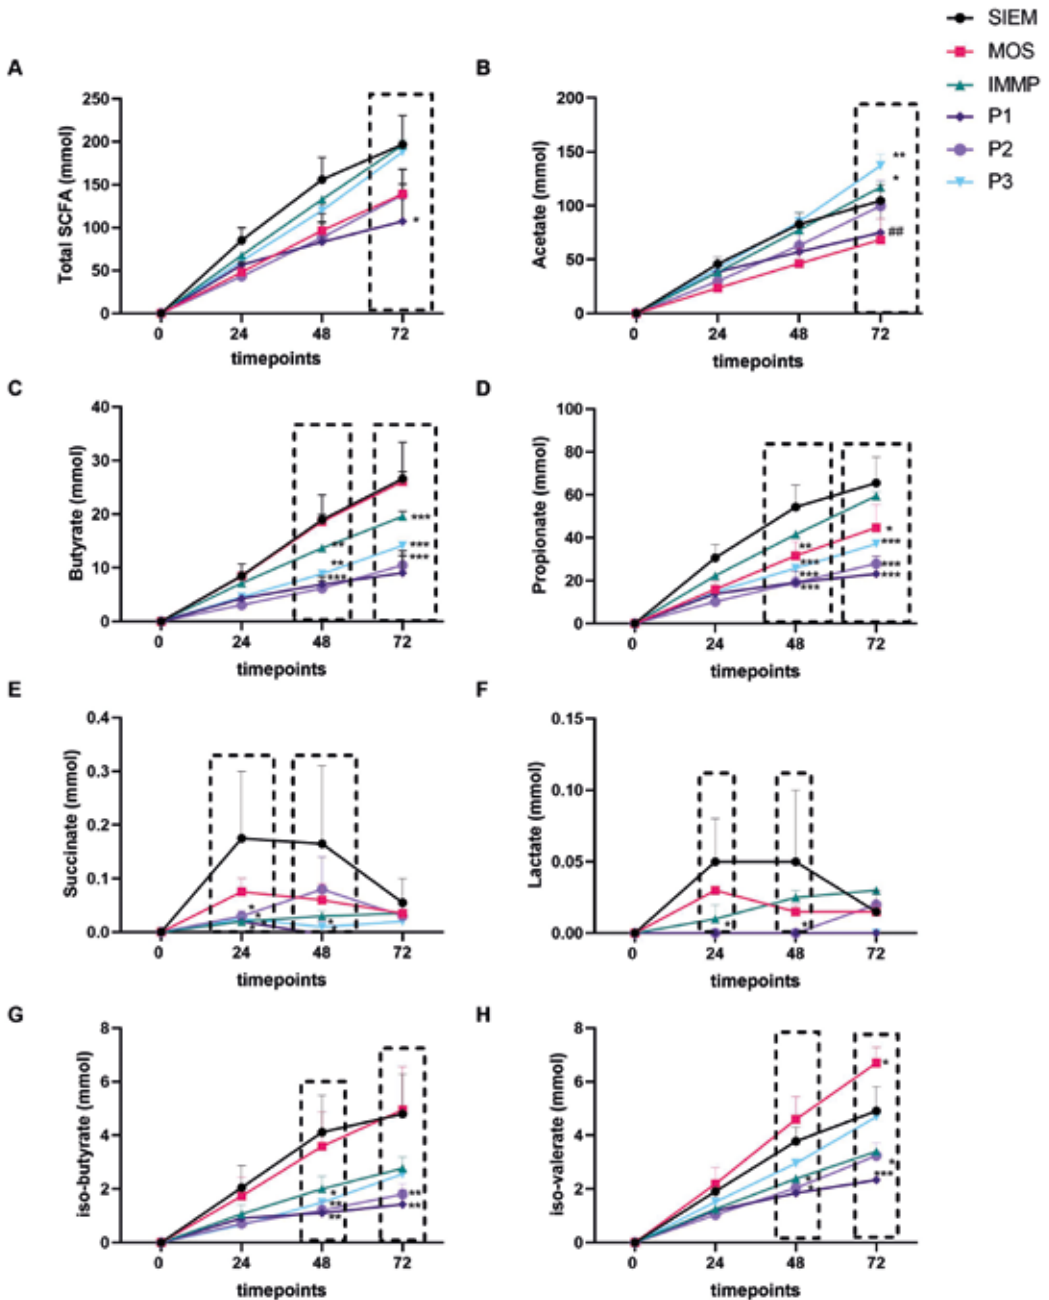 SIEM
MOS
IMMP
P1
P2
P3
A
Total SCFA (mmol)
250
200
150
100
50
0
*
0 24 48 72
timepoints
B
Acetate (mmol)
200
150
100
50
0
**
*
##
0 24 48 72
timepoints
C
Butyrate (mmol)
40
30
20
10
0
**
**
***
***
***
***
0 24 48 72
timepoints
D
Propionate (mmol)
100
80
60
40
20
0
**
***
***
***
*
***
***
***
0 24 48 72
timepoints
E
Succinate (mmol)
0.4
0.3
0.2
0.1
0.0
*
*
*
*
*
0 24 48 72
timepoints
F
Lactate (mmol)
0.15
0.10
0.05
0.00
*
*
0 24 48 72
timepoints
G
iso-butyrate (mmol)
8
6
4
2
0
*
**
**
**
**
0 24 48 72
timepoints
H
iso-valerate (mmol)
8
6
4
2
0
*
*
*
*
***
0 24 48 72
timepoints